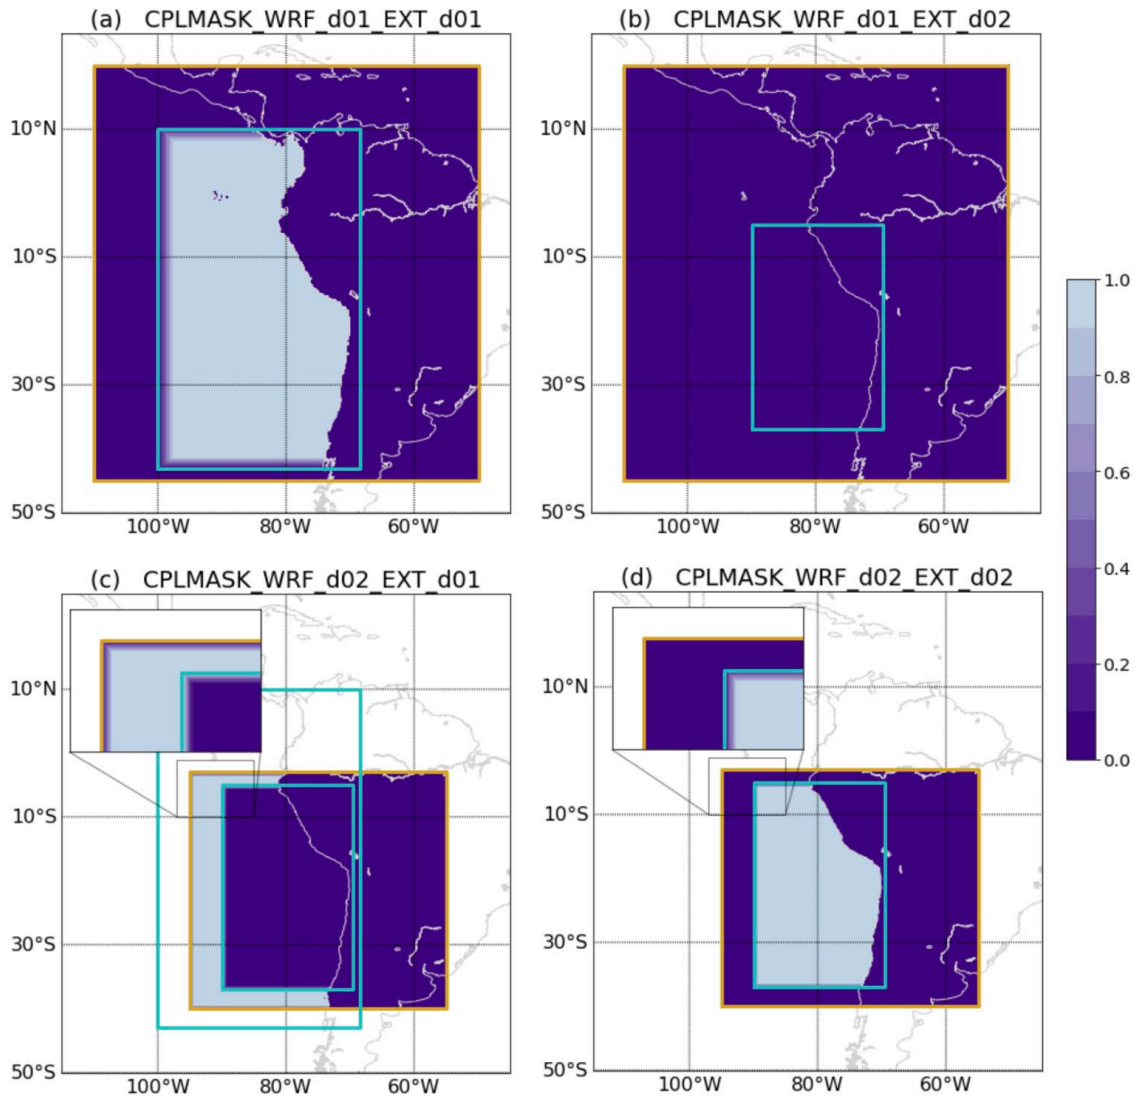 (a) CPLMASK_WRF_d01_EXT_d01
(b) CPLMASK_WRF_d01_EXT_d02
10°N
10°S
30°S
50°S
100°W 80°W 60°W
10°N
10°S
30°S
50°S
100°W 80°W 60°W
1.0
0.8
0.6
0.4
0.2
0.0
(c) CPLMASK_WRF_d02_EXT_d01
(d) CPLMASK_WRF_d02_EXT_d02
10°N
10°S
30°S
50°S
100°W 80°W 60°W
10°N
10°S
30°S
50°S
100°W 80°W 60°W